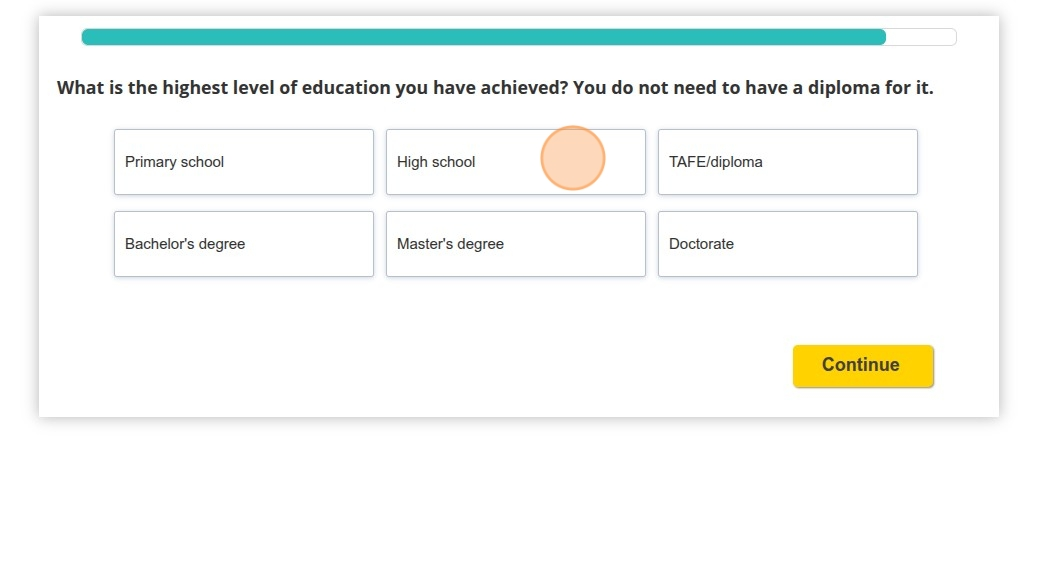 What is the highest level of education you have achieved? You do not need to have a diploma for it.
Primary school
High school
TAFE/diploma
Bachelor's degree
Master's degree
Doctorate
Continue